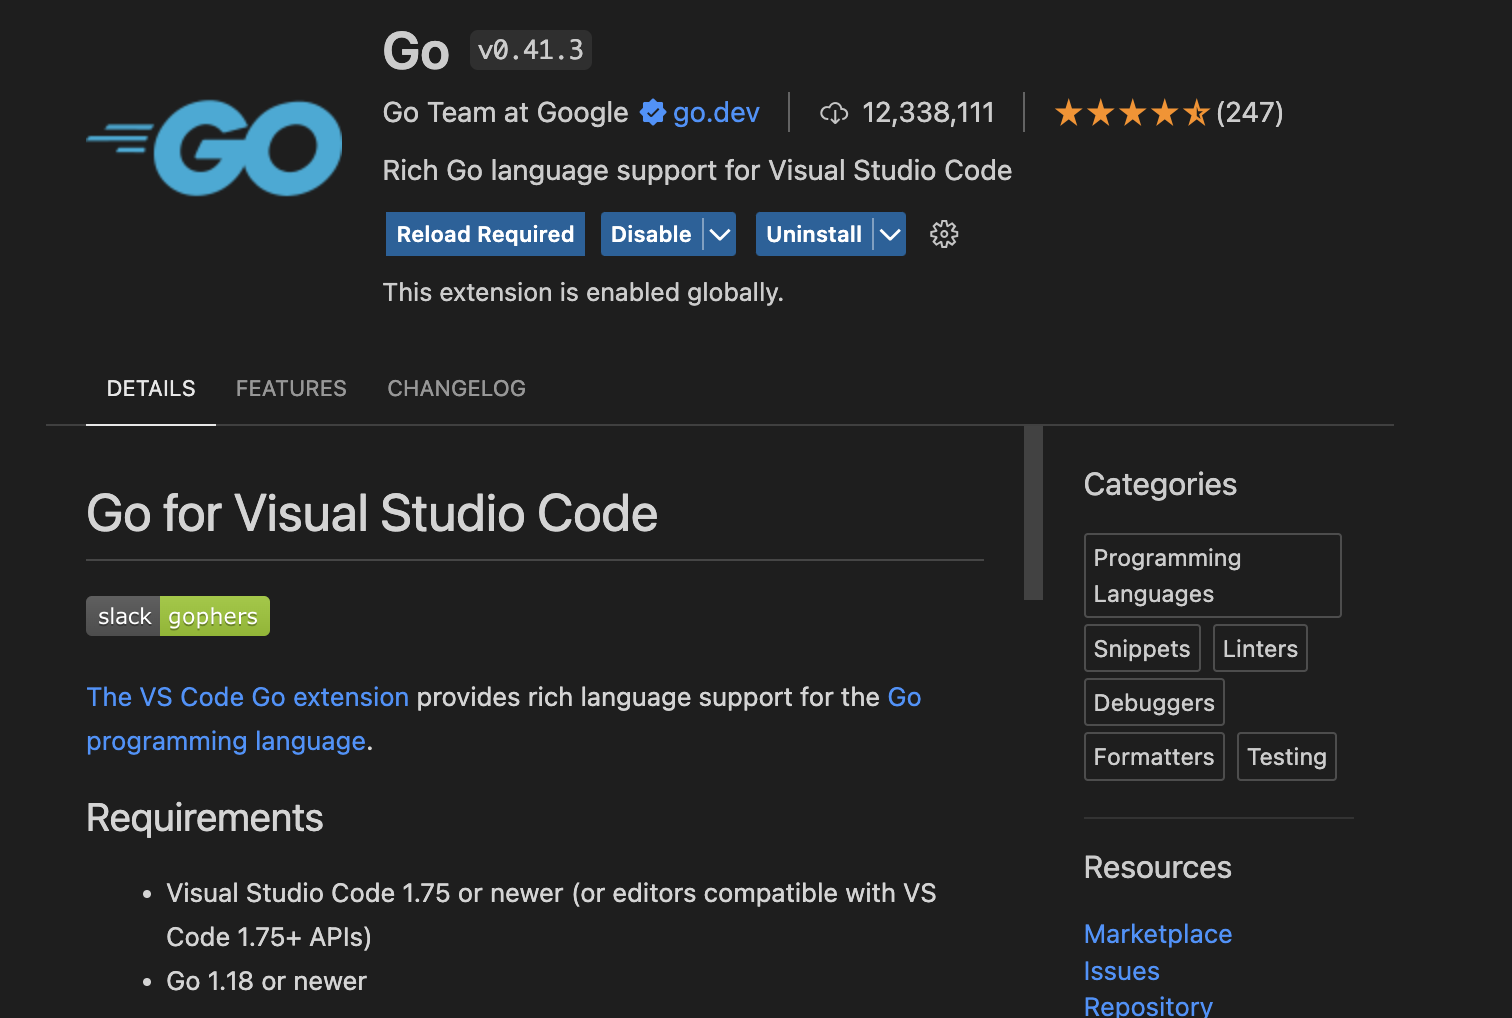 GO
Go v0.41.3
Go Team at Google go.dev 12,338,111 (247)
Rich Go language support for Visual Studio Code
Reload Required Disable Uninstall
This extension is enabled globally.
DETAILS FEATURES CHANGELOG
Go for Visual Studio Code
slack gophers
The VS Code Go extension provides rich language support for the Go
programming language.
Requirements
• Visual Studio Code 1.75 or newer (or editors compatible with VS
Code 1.75+ APIs)
• Go 1.18 or newer
Categories
Programming
Languages
Snippets Linters
Debuggers
Formatters Testing
Resources
Marketplace
Issues
Repository